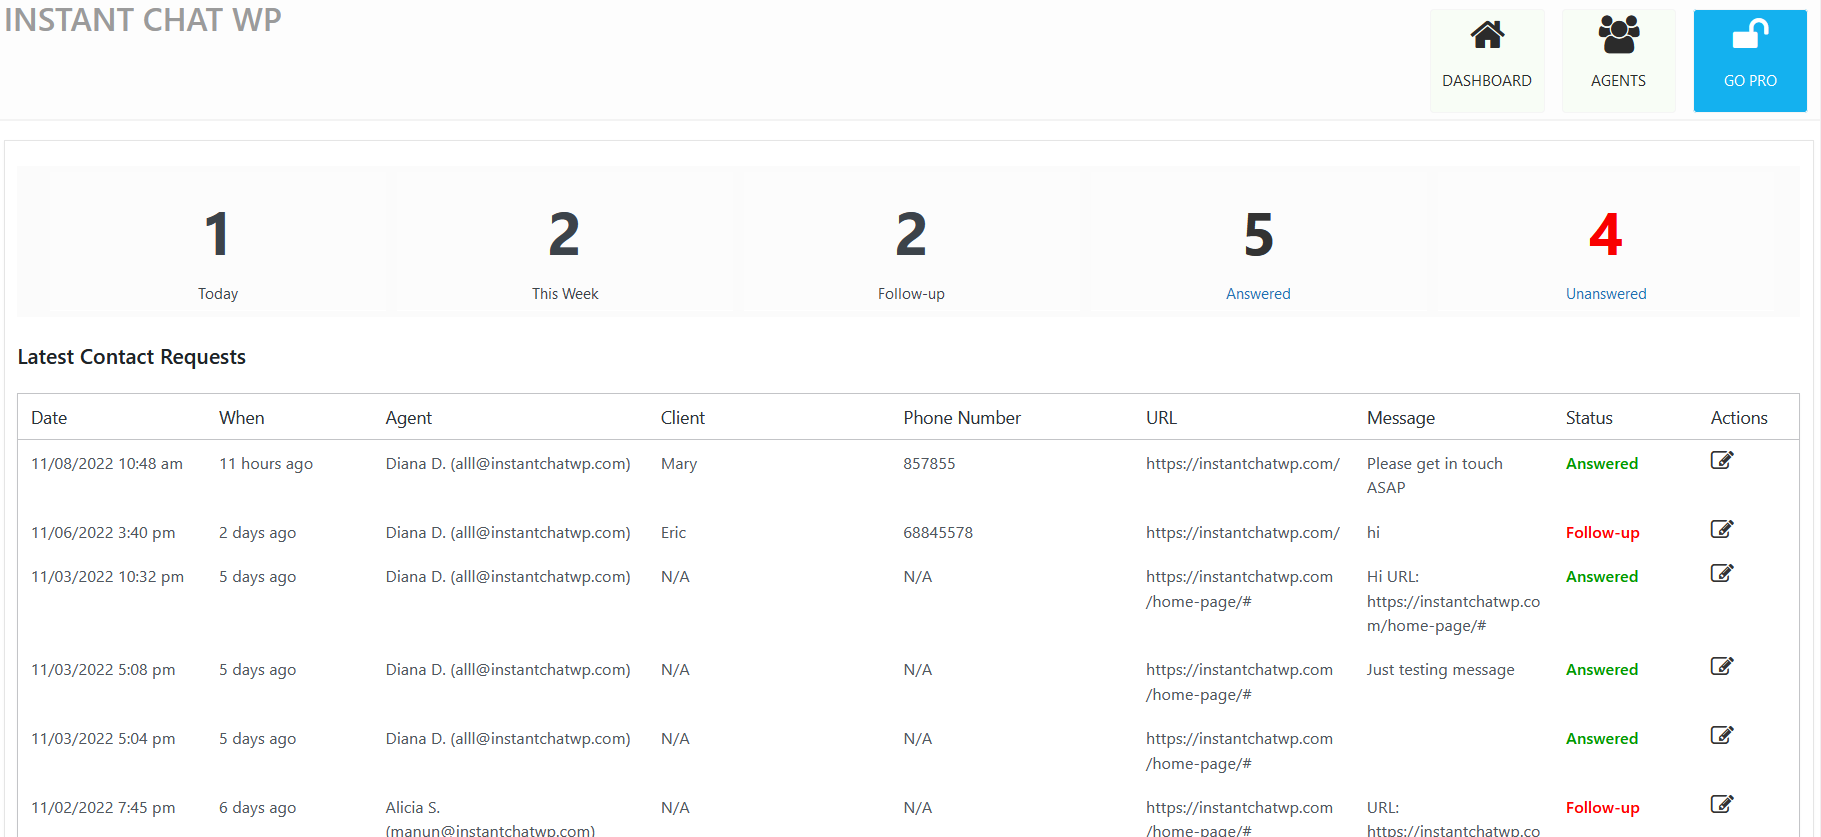 INSTANT CHAT WP
DASHBOARD
AGENTS
GO PRO
1
Today
2
This Week
2
Follow-up
5
Answered
4
Unanswered
Latest Contact Requests
Date When Agent Client Phone Number URL Message Status Actions
11/08/2022 10:48 am 11 hours ago Diana D. (alll@instantchatwp.com) Mary 857855 https://instantchatwp.com/ Please get in touch Answered
ASAP
11/06/2022 3:40 pm 2 days ago Diana D. (alll@instantchatwp.com) Eric 68845578 https://instantchatwp.com/ hi Follow-up
11/03/2022 10:32 pm 5 days ago Diana D. (alll@instantchatwp.com) N/A N/A https://instantchatwp.com Hi URL: Answered
/home-page/# https://instantchatwp.co
m/home-page/#
11/03/2022 5:08 pm 5 days ago Diana D. (alll@instantchatwp.com) N/A N/A https://instantchatwp.com Just testing message Answered
/home-page/#
11/03/2022 5:04 pm 5 days ago Diana D. (alll@instantchatwp.com) N/A N/A https://instantchatwp.com Answered
/home-page/#
11/02/2022 7:45 pm 6 days ago Alicia S. N/A N/A https://instantchatwp.com URL: Follow-up
(manun@instantchatwp.com) /home-page/# https://instantchatwp.co